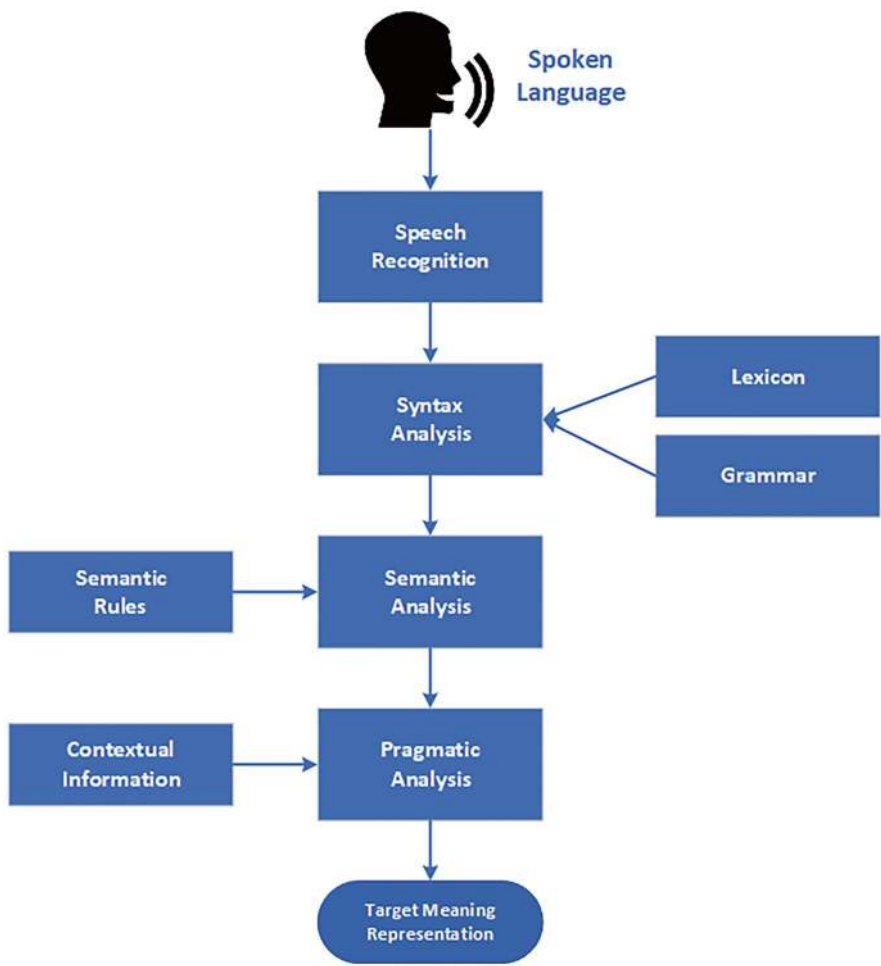 Spoken
Language
Speech
Recognition
Syntax
Analysis
Lexicon
Grammar
Semantic
Rules
Semantic
Analysis
Contextual
Information
Pragmatic
Analysis
Target Meaning
Representation